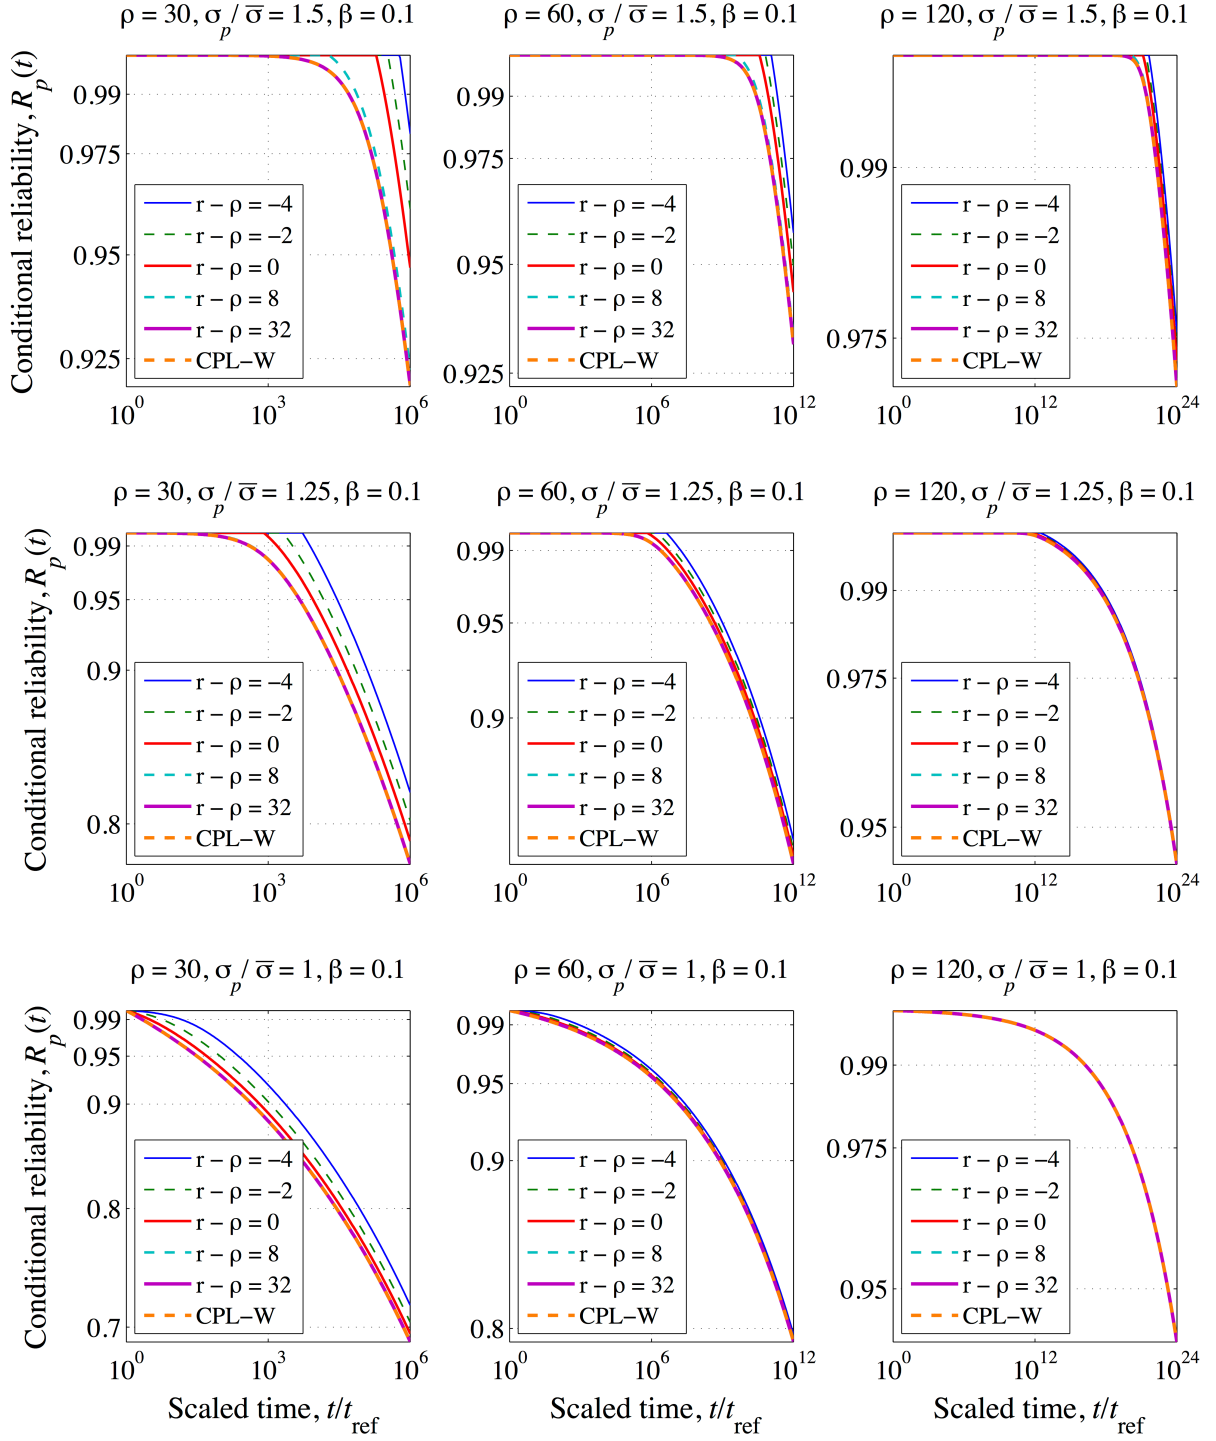 ρ = 30, σp / σ̅ = 1.5, β = 0.1
ρ = 60, σp / σ̅ = 1.5, β = 0.1
ρ = 120, σp / σ̅ = 1.5, β = 0.1
Conditional reliability, Rp(t)
0.99
0.975
0.95
0.925
r − ρ = −4
r − ρ = −2
r − ρ = 0
r − ρ = 8
r − ρ = 32
CPL−W
10^0
10^3
10^6
0.99
0.975
0.95
0.925
r − ρ = −4
r − ρ = −2
r − ρ = 0
r − ρ = 8
r − ρ = 32
CPL−W
10^0
10^6
10^12
0.99
0.975
r − ρ = −4
r − ρ = −2
r − ρ = 0
r − ρ = 8
r − ρ = 32
CPL−W
10^0
10^12
10^24
ρ = 30, σp / σ̅ = 1.25, β = 0.1
ρ = 60, σp / σ̅ = 1.25, β = 0.1
ρ = 120, σp / σ̅ = 1.25, β = 0.1
Conditional reliability, Rp(t)
0.99
0.95
0.9
0.8
r − ρ = −4
r − ρ = −2
r − ρ = 0
r − ρ = 8
r − ρ = 32
CPL−W
10^0
10^3
10^6
0.99
0.95
0.9
r − ρ = −4
r − ρ = −2
r − ρ = 0
r − ρ = 8
r − ρ = 32
CPL−W
10^0
10^6
10^12
0.99
0.975
0.95
r − ρ = −4
r − ρ = −2
r − ρ = 0
r − ρ = 8
r − ρ = 32
CPL−W
10^0
10^12
10^24
ρ = 30, σp / σ̅ = 1, β = 0.1
ρ = 60, σp / σ̅ = 1, β = 0.1
ρ = 120, σp / σ̅ = 1, β = 0.1
Conditional reliability, Rp(t)
0.99
0.95
0.9
0.8
0.7
r − ρ = −4
r − ρ = −2
r − ρ = 0
r − ρ = 8
r − ρ = 32
CPL−W
10^0
10^3
10^6
Scaled time, t/tref
0.99
0.95
0.9
0.8
r − ρ = −4
r − ρ = −2
r − ρ = 0
r − ρ = 8
r − ρ = 32
CPL−W
10^0
10^6
10^12
Scaled time, t/tref
0.99
0.975
0.95
r − ρ = −4
r − ρ = −2
r − ρ = 0
r − ρ = 8
r − ρ = 32
CPL−W
10^0
10^12
10^24
Scaled time, t/tref